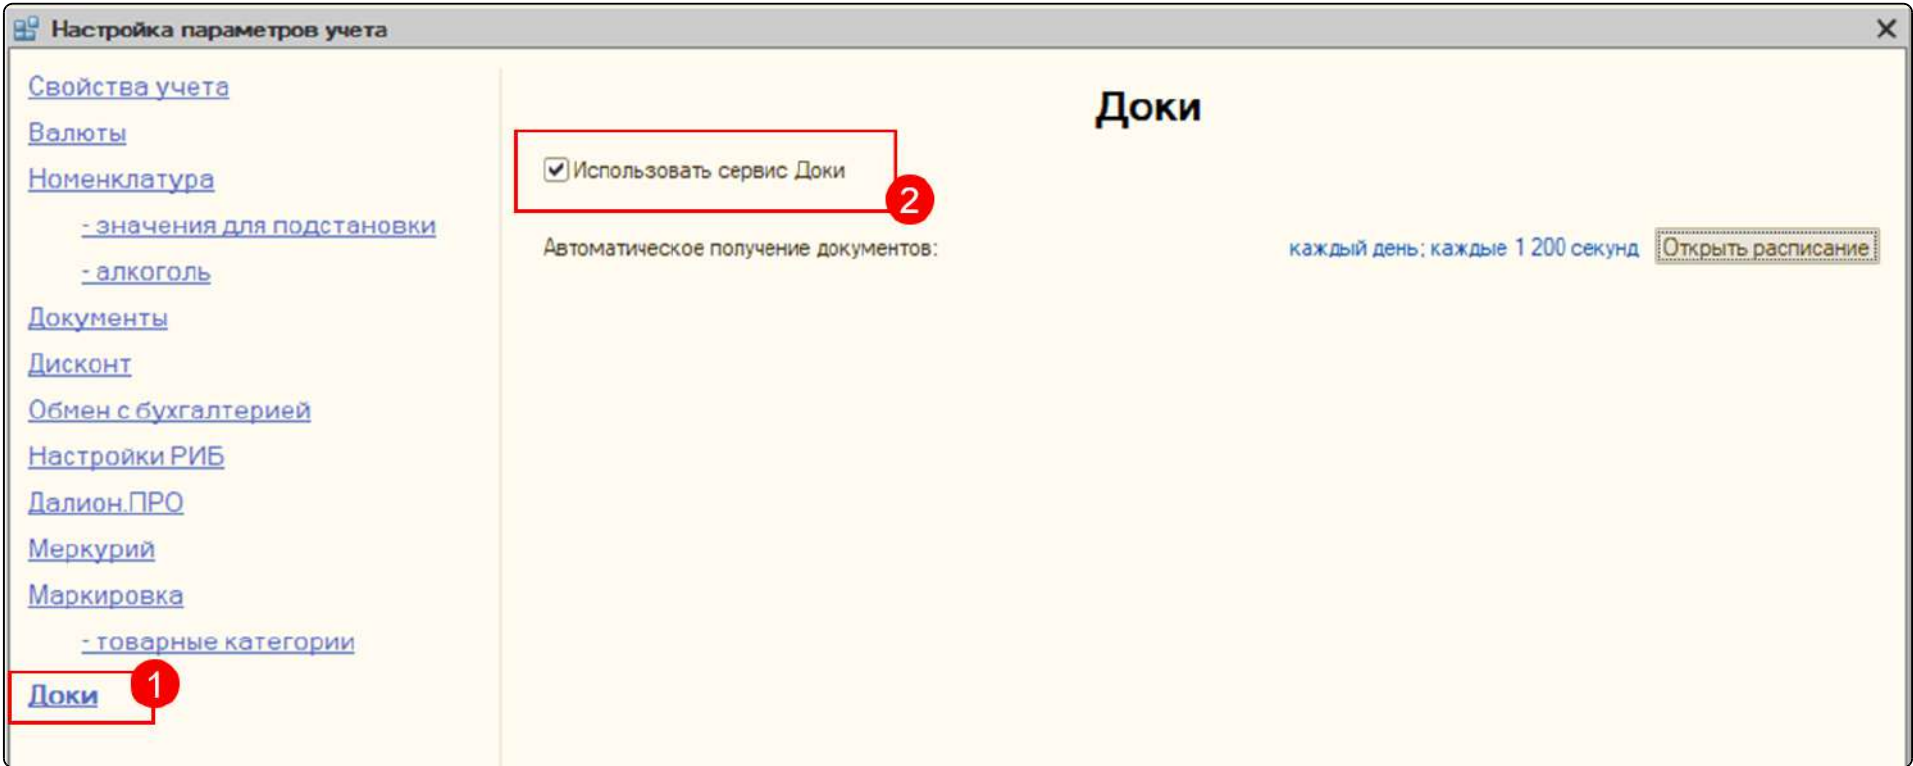 Настройка параметров учета
Свойства учета
Валюты
Номенклатура
- значения для подстановки
- алкоголь
Документы
Дисконт
Обмен с бухгалтерией
Настройки РИБ
Далион.ПРО
Меркурий
Маркировка
- товарные категории
Доки
1
Доки
Использовать сервис Доки
2
Автоматическое получение документов: каждый день; каждые 1 200 секунд Открыть расписание